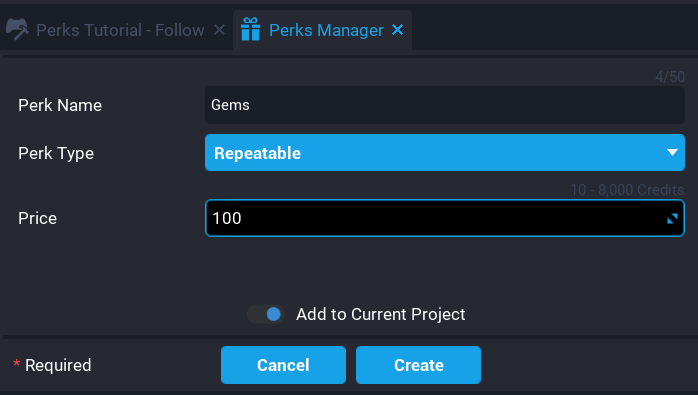 Perks Tutorial - Follow
Perks Manager
4/50
Perk Name
Gems
Perk Type
Repeatable
10 - 8,000 Credits
Price
100
Add to Current Project
* Required
Cancel
Create